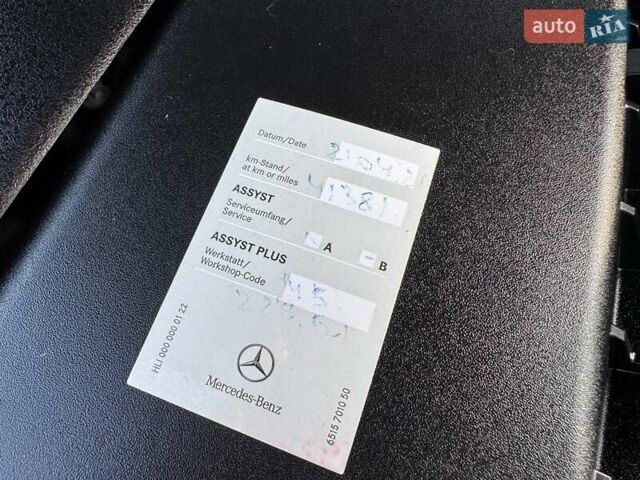 auto RIA
Datum/Date
km-Stand/
at km or miles
41381
ASSYST
Serviceumfang/
Service
A
B
ASSYST PLUS
Werkstatt/
Workshop-Code
HLI 000 000 01 22
Mercedes-Benz
6515 7010 50